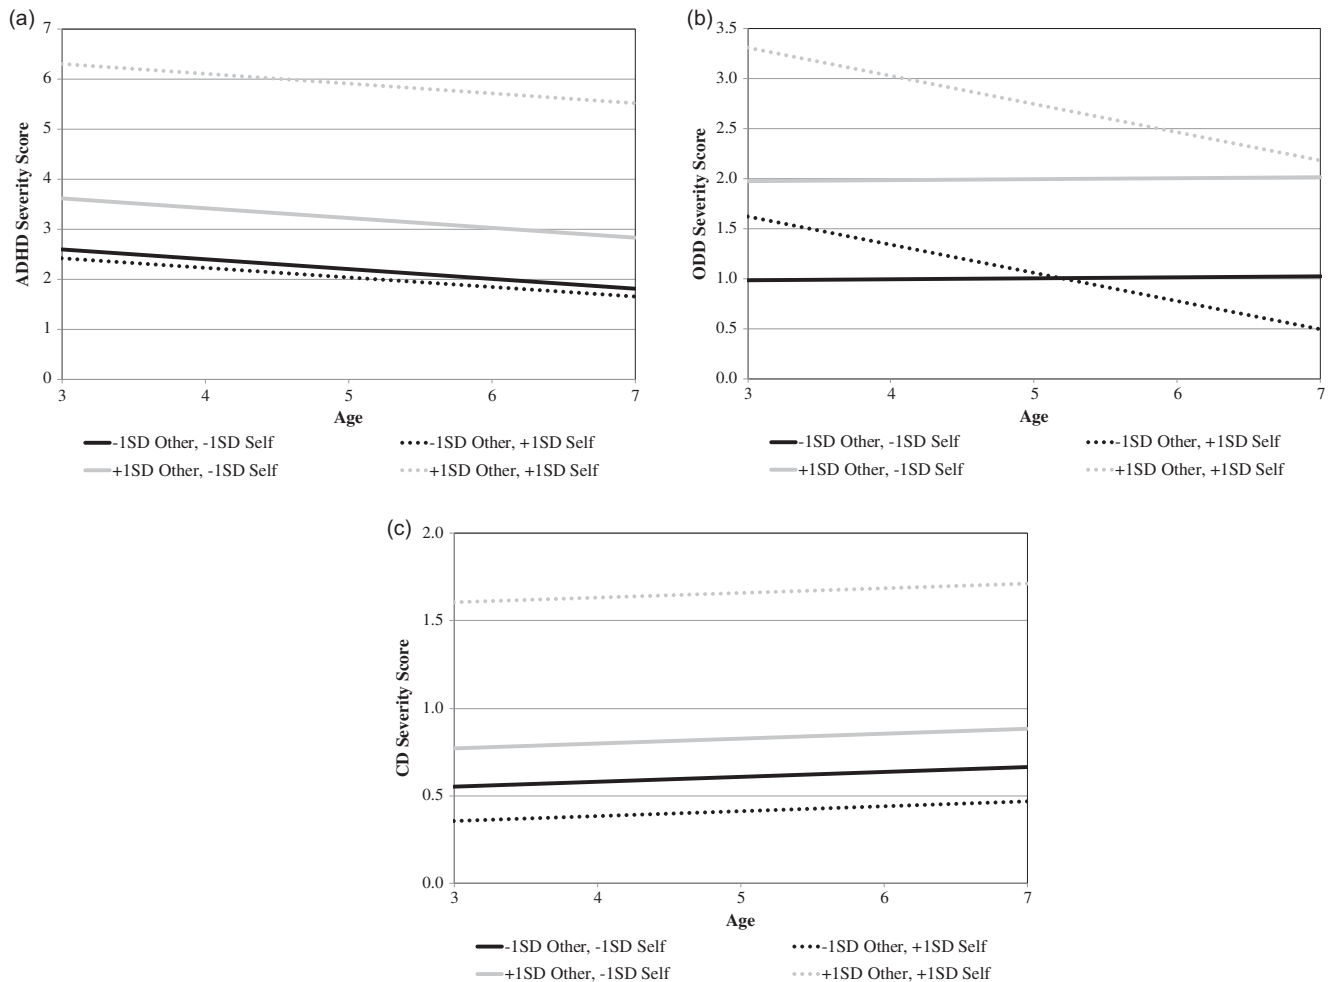 (a)
7
6
5
4
3
2
1
0
ADHD Severity Score
3 4 5 6 7
Age
-1SD Other, -1SD Self
-1SD Other, +1SD Self
+1SD Other, -1SD Self
+1SD Other, +1SD Self
(b)
3.5
3.0
2.5
2.0
1.5
1.0
0.5
0.0
ODD Severity Score
3 4 5 6 7
Age
-1SD Other, -1SD Self
-1SD Other, +1SD Self
+1SD Other, -1SD Self
+1SD Other, +1SD Self
(c)
2.0
1.5
1.0
0.5
0.0
CD Severity Score
3 4 5 6 7
Age
-1SD Other, -1SD Self
-1SD Other, +1SD Self
+1SD Other, -1SD Self
+1SD Other, +1SD Self